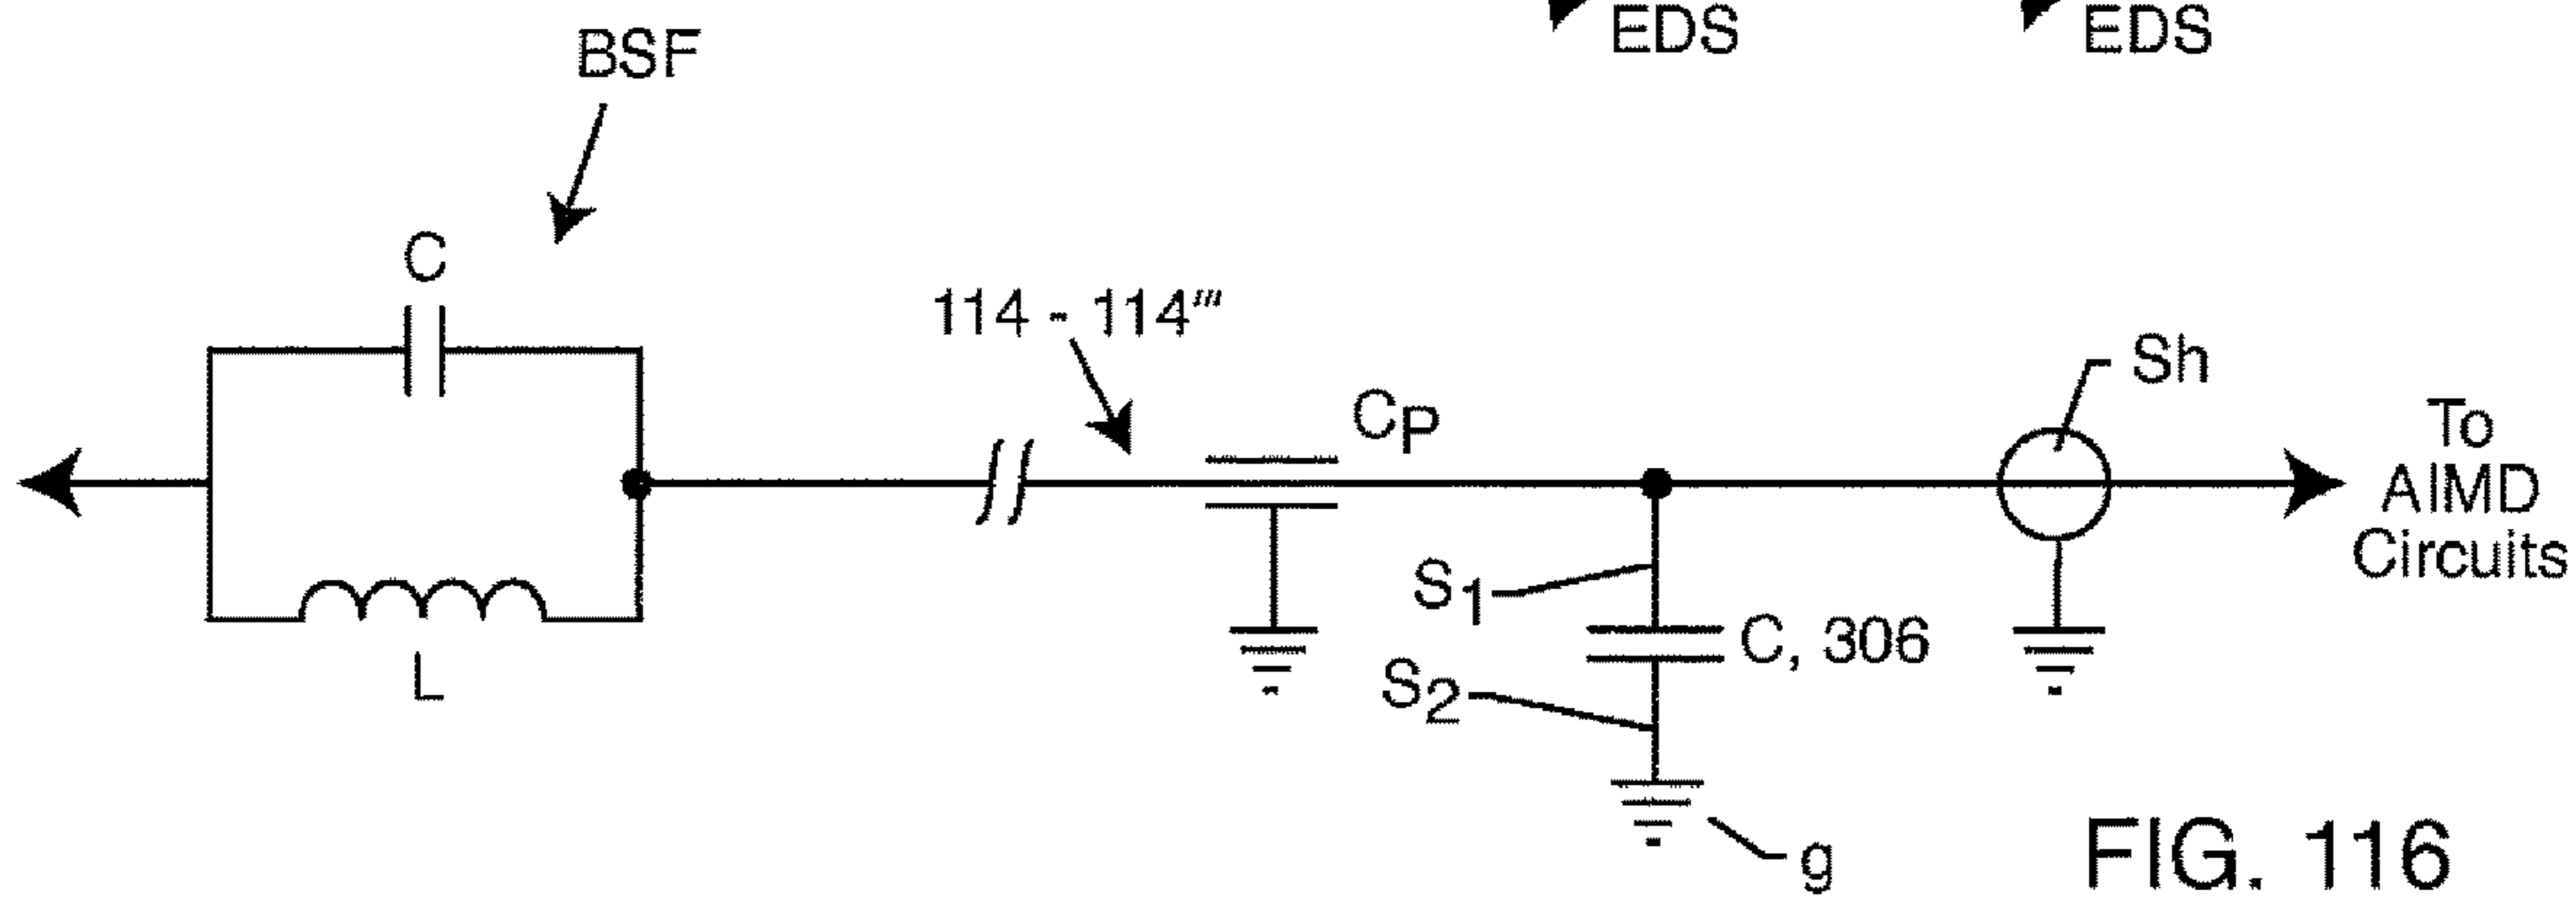 EDS
EDS
BSF
C
114 - 114‴
CP
Sh
To
AIMD
Circuits
S1
C, 306
S2
L
g
FIG. 116